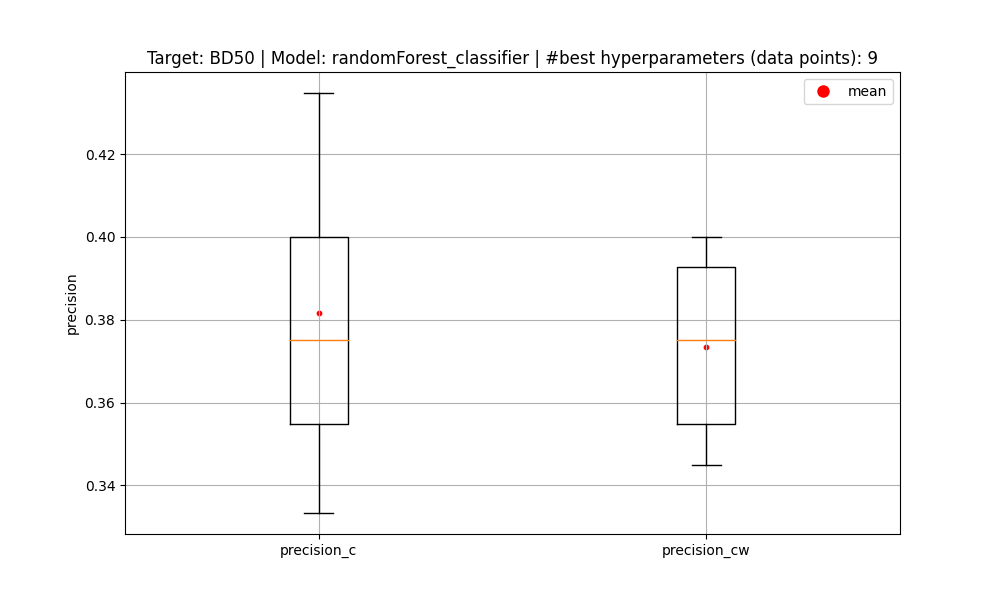 Target: BD50 | Model: randomForest_classifier | #best hyperparameters (data points): 9
mean
0.42
0.40
0.38
0.36
0.34
precision
precision_c
precision_cw